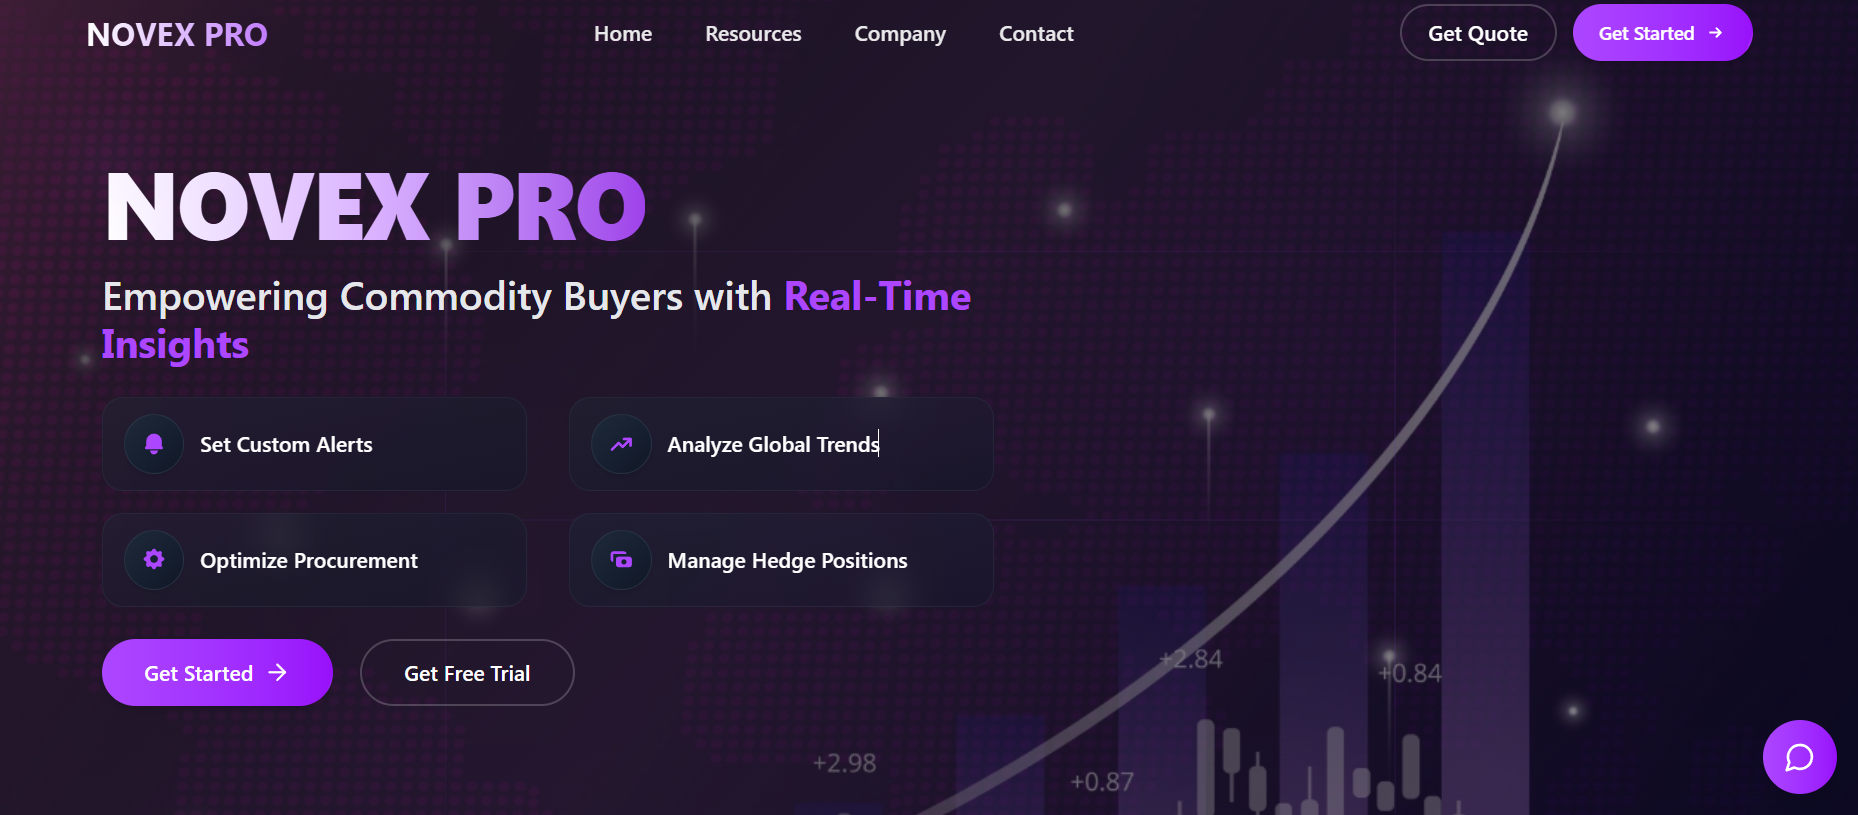 NOVEX PRO
Home
Resources
Company
Contact
Get Quote
Get Started
NOVEX PRO
Empowering Commodity Buyers with Real-Time
Insights
Set Custom Alerts
Analyze Global Trends
Optimize Procurement
Manage Hedge Positions
Get Started
Get Free Trial
+2.84
+0.84
+2.98
+0.87